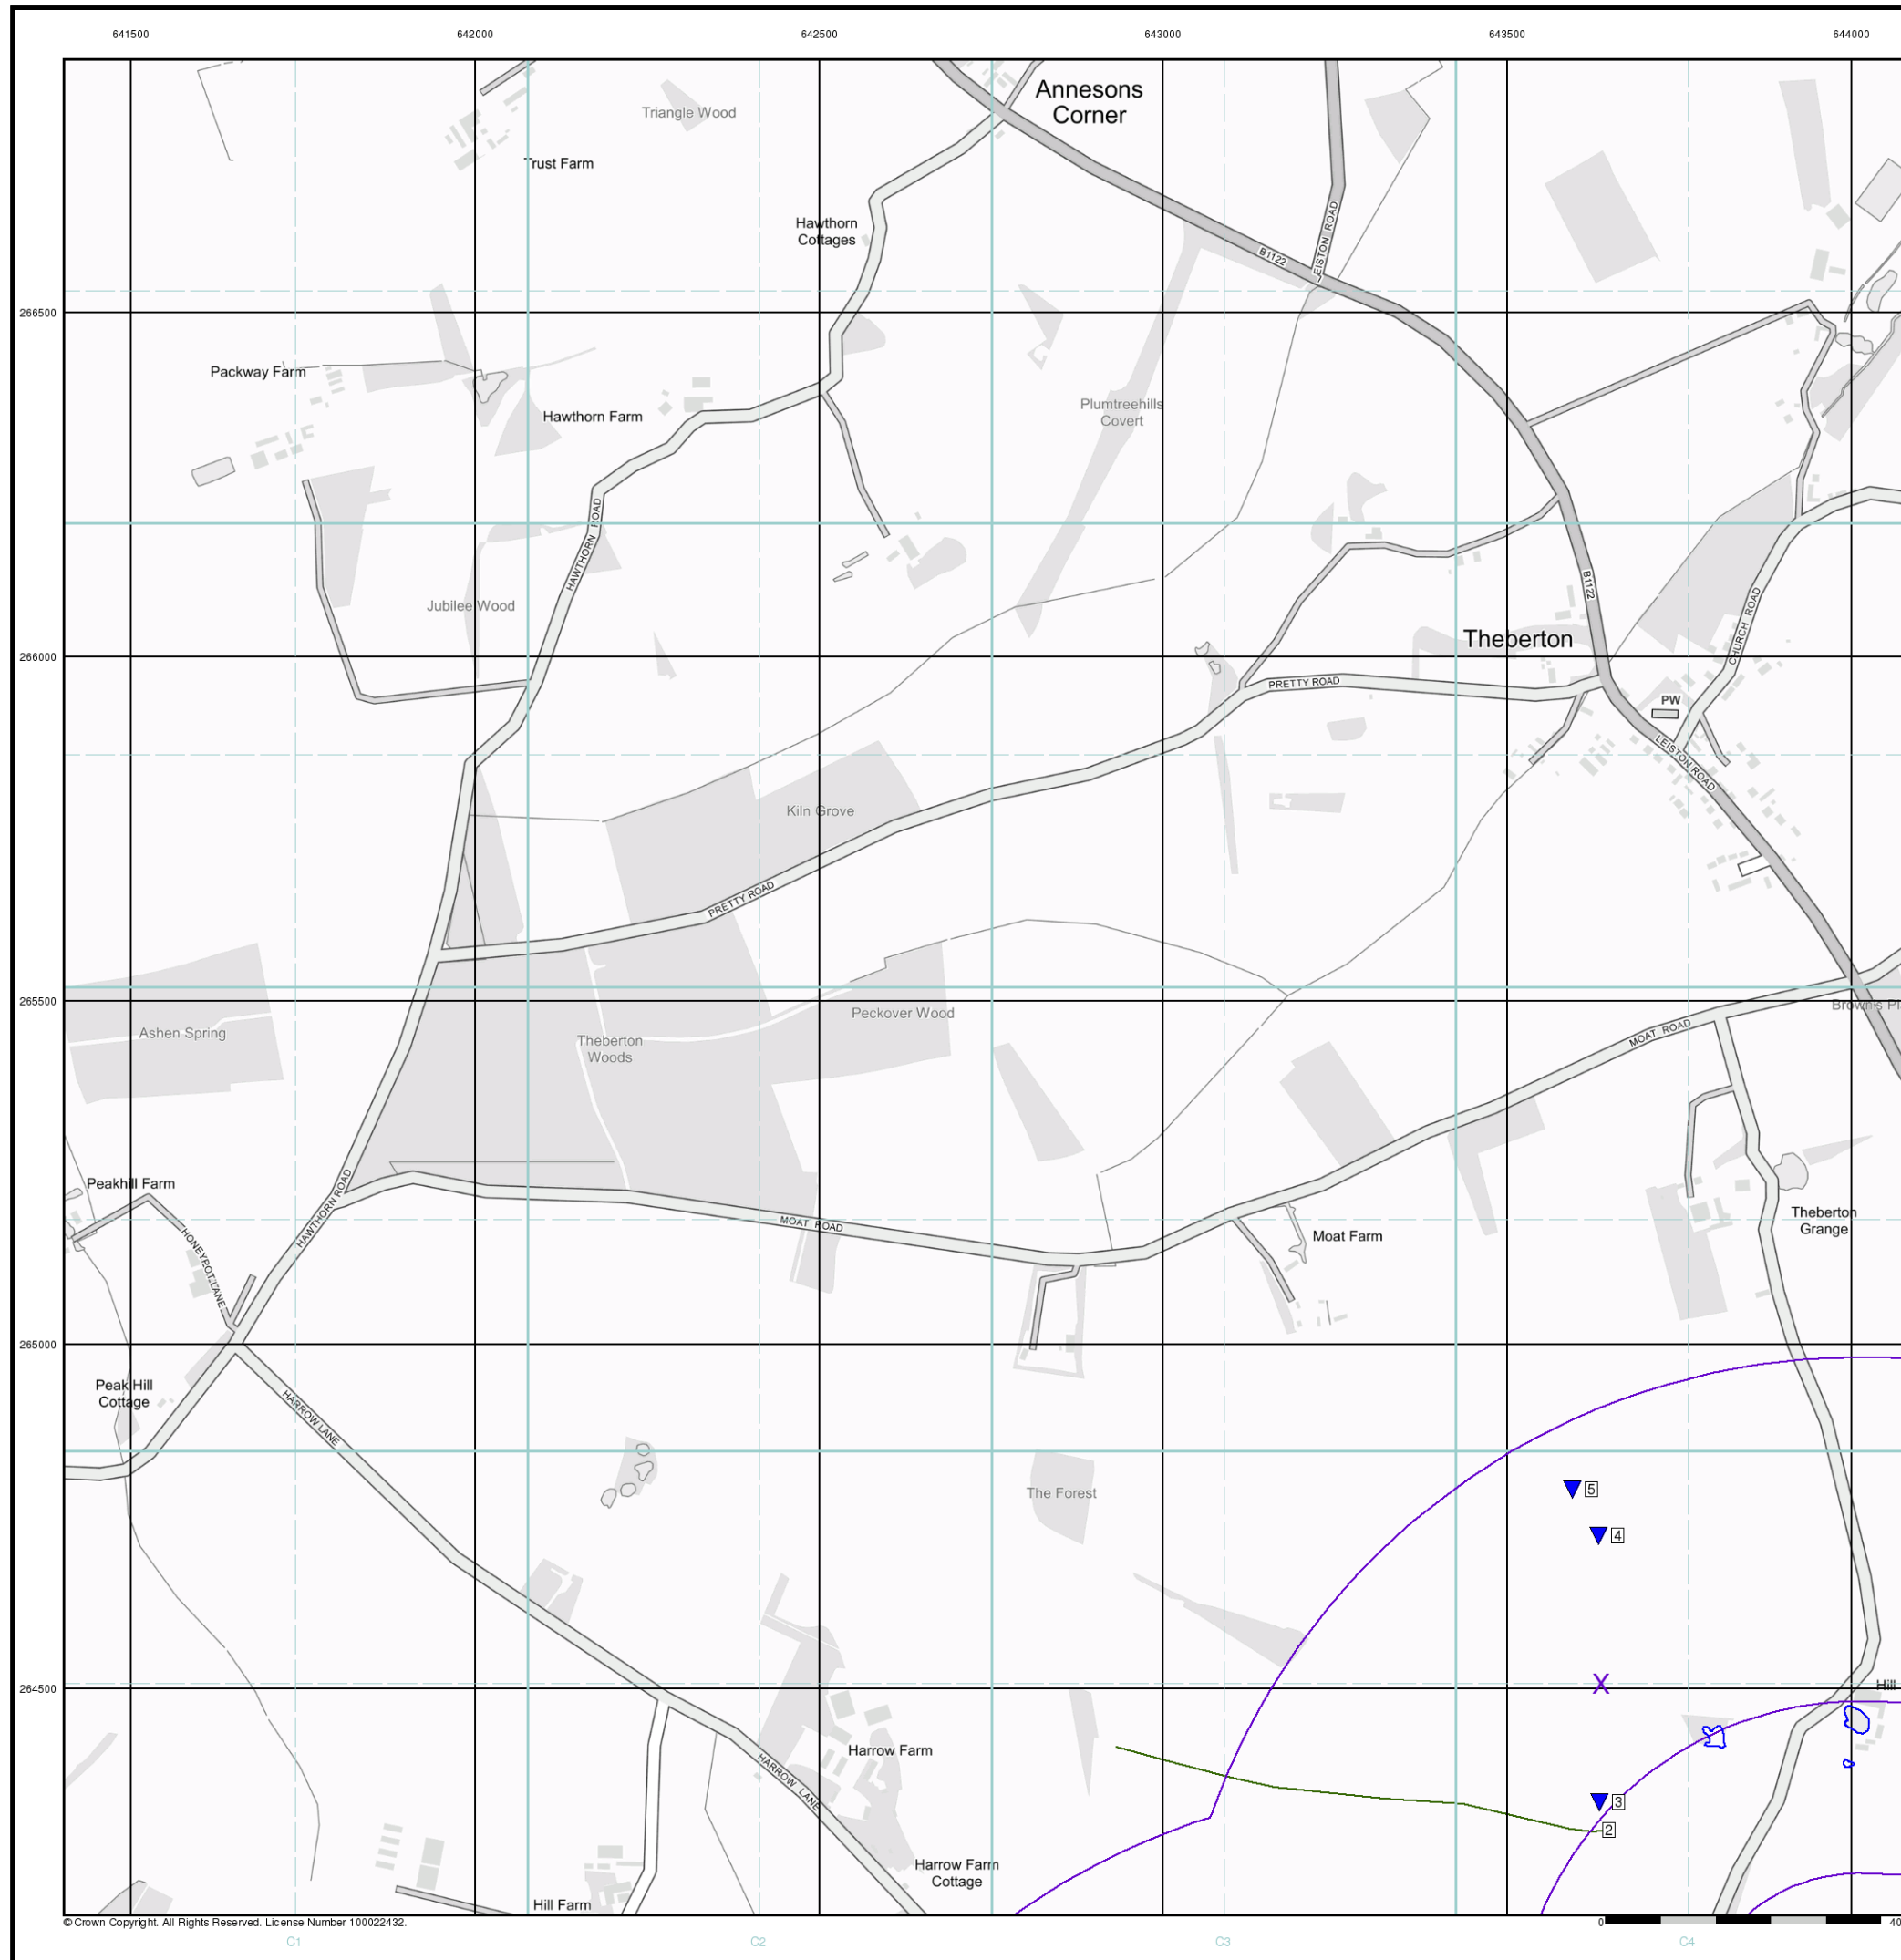 641500 642000 642500 643000 643500 644000
Annesons
Corner
Triangle Wood
Trust Farm
Hawthorn
Cottages
LEISTON ROAD
B1122
266500
Packway Farm
Hawthorn Farm
Plumtreehills
Covert
HAWTHORN ROAD
B1122
Jubilee Wood
CHURCH ROAD
Theberton
266000
PRETTY ROAD
PW
LEISTON ROAD
Kiln Grove
PRETTY ROAD
265500
Ashen Spring
Peckover Wood
Brown's Pl
Theberton
Woods
MOAT ROAD
Peakhill Farm
HAWTHORN ROAD
MOAT ROAD
Theberton
Grange
Moat Farm
HONEYPOT LANE
265000
Peak Hill
Cottage
HARROW LANE
The Forest
5
4
264500
X
Hill
Harrow Farm
HARROW LANE
3
2
Harrow Farm
Cottage
Hill Farm
© Crown Copyright. All Rights Reserved. License Number 100022432.
0 40
C1 C2 C3 C4